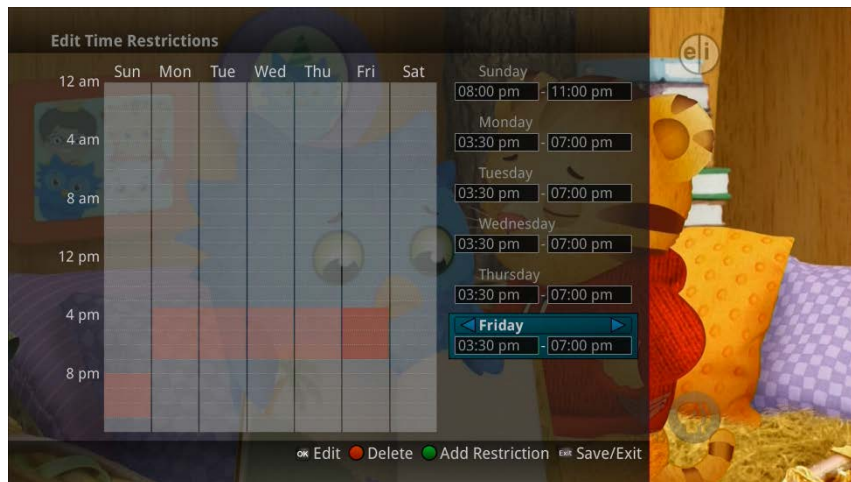 Edit Time Restrictions
eli
Sun Mon Tue Wed Thu Fri Sat
12 am
4 am
8 am
12 pm
4 pm
8 pm
Sunday
08:00 pm - 11:00 pm
Monday
03:30 pm - 07:00 pm
Tuesday
03:30 pm - 07:00 pm
Wednesday
03:30 pm - 07:00 pm
Thursday
03:30 pm - 07:00 pm
Friday
03:30 pm - 07:00 pm
OK Edit Delete Add Restriction Exit Save/Exit